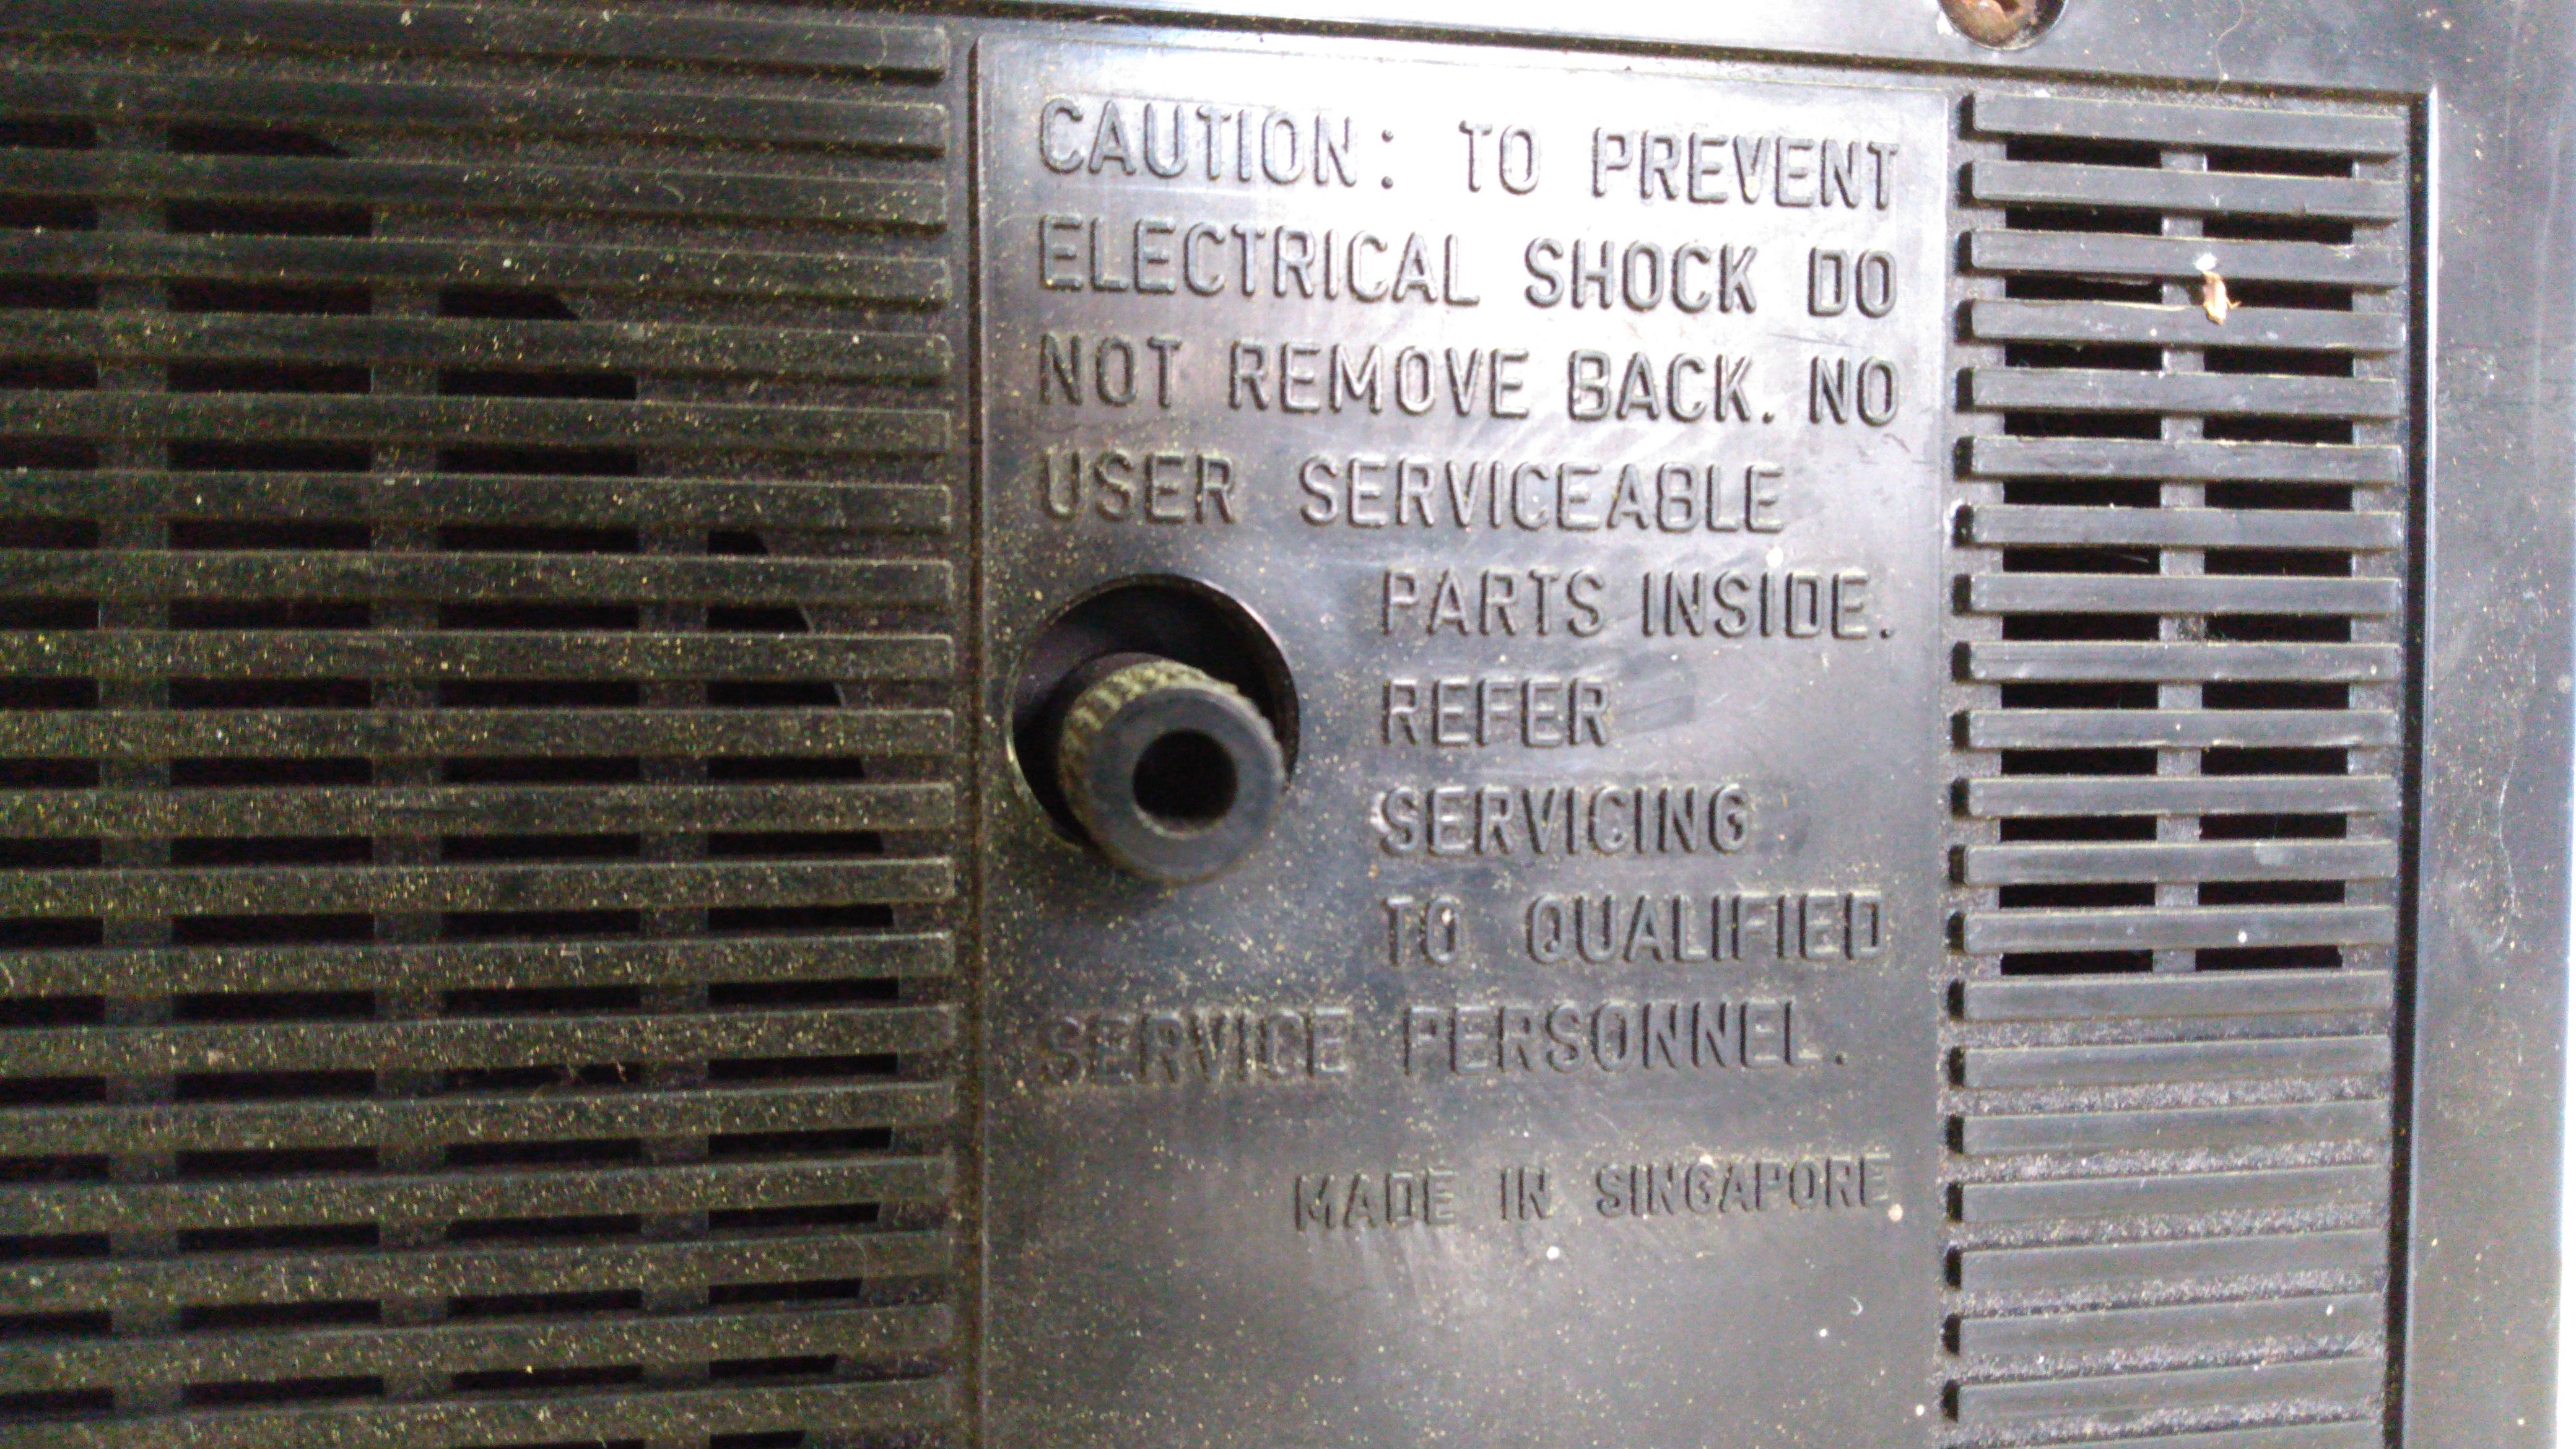 CAUTION: TO PREVENT
ELECTRICAL SHOCK DO
NOT REMOVE BACK. NO
USER SERVICEABLE
PARTS INSIDE.
REFER
SERVICING
TO QUALIFIED
SERVICE PERSONNEL.
MADE IN SINGAPORE